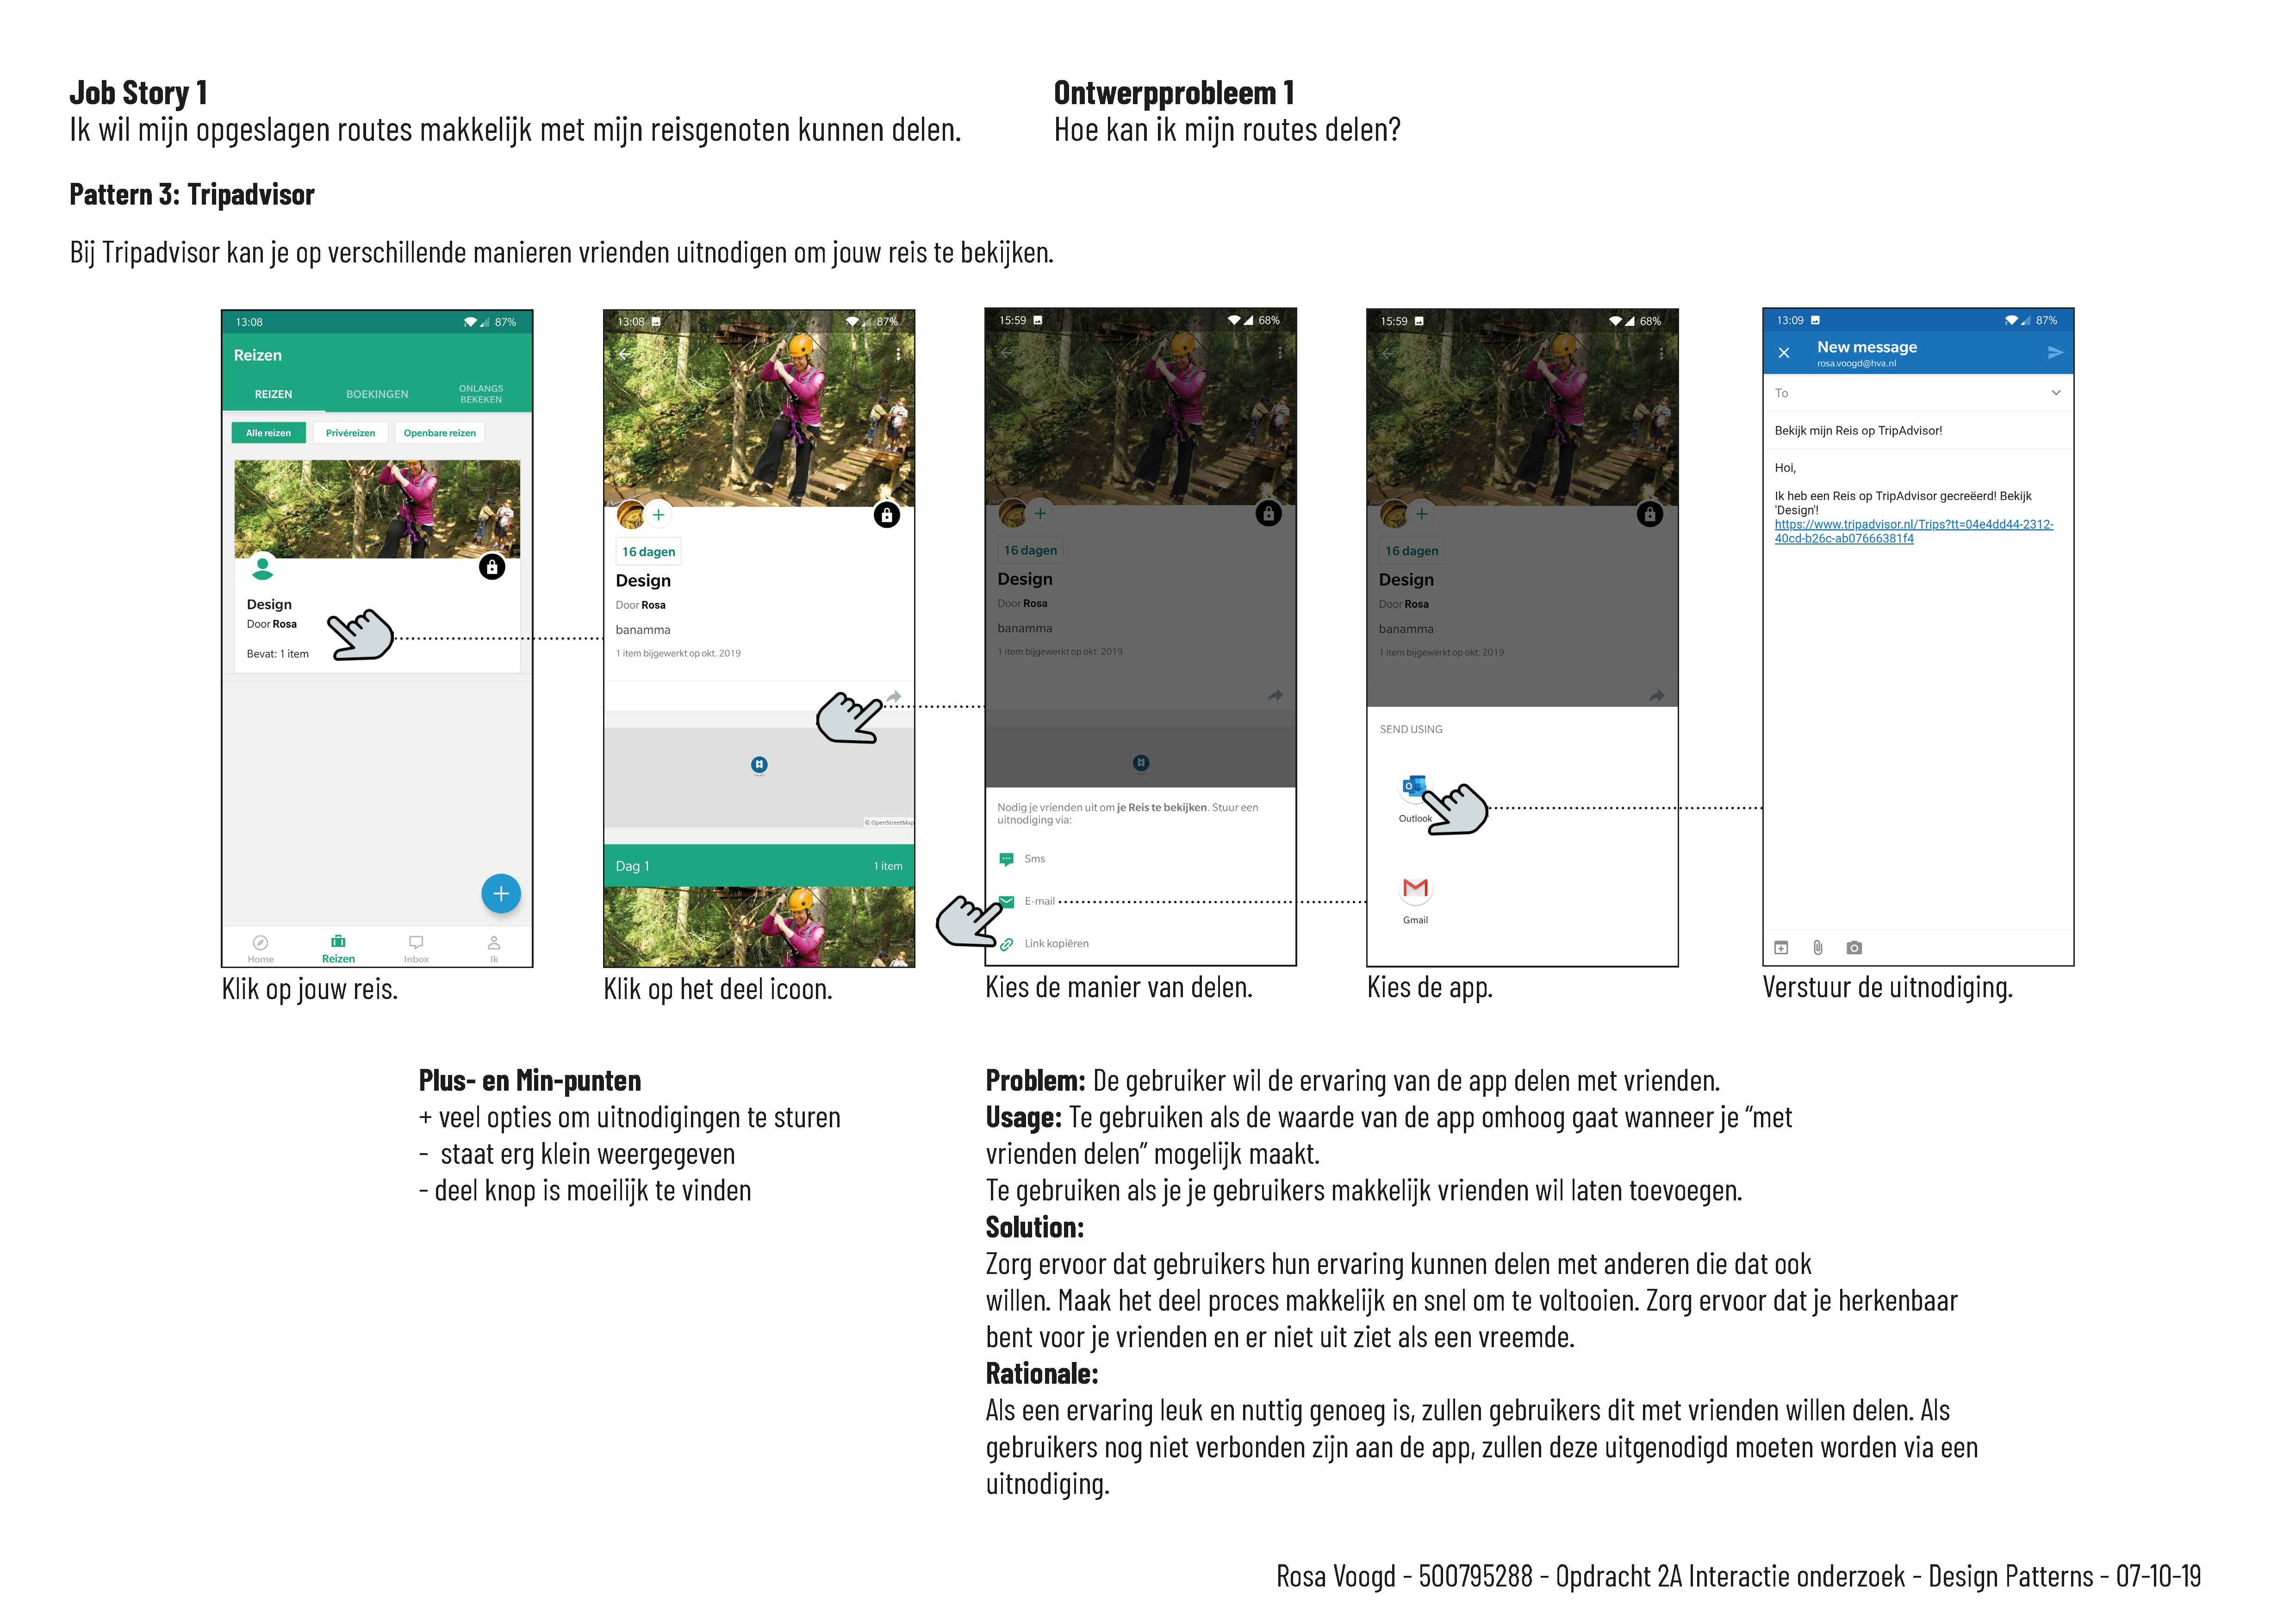 Job Story 1
Ik wil mijn opgeslagen routes makkelijk met mijn reisgenoten kunnen delen.
Ontwerpprobleem 1
Hoe kan ik mijn routes delen?
Pattern 3: Tripadvisor
Bij Tripadvisor kan je op verschillende manieren vrienden uitnodigen om jouw reis te bekijken.
13:08 87%
Reizen
REIZEN BOEKINGEN ONLANGS
BEKEKEN
Alle reizen Privéreizen Openbare reizen
Design
Door Rosa
Bevat: 1 item
Home Reizen Inbox Ik
Klik op jouw reis.
13:08 87%
16 dagen
Design
Door Rosa
banamma
1 item bijgewerkt op okt. 2019
© OpenStreetMap
Dag 1 1 item
Klik op het deel icoon.
15:59 68%
16 dagen
Design
Door Rosa
banamma
1 item bijgewerkt op okt. 2019
Nodig je vrienden uit om je Reis te bekijken. Stuur een
uitnodiging via:
Sms
E-mail
Link kopiëren
Kies de manier van delen.
15:59 68%
16 dagen
Design
Door Rosa
banamma
1 item bijgewerkt op okt. 2019
SEND USING
Outlook
Gmail
Kies de app.
13:09 87%
New message
rosa.voogd@hva.nl
To
Bekijk mijn Reis op TripAdvisor!
Hoi,
Ik heb een Reis op TripAdvisor gecreëerd! Bekijk
'Design'!
https://www.tripadvisor.nl/Trips?tt=04e4dd44-2312-
40cd-b26c-ab07666381f4
Verstuur de uitnodiging.
Plus- en Min-punten
+ veel opties om uitnodigingen te sturen
- staat erg klein weergegeven
- deel knop is moeilijk te vinden
Problem: De gebruiker wil de ervaring van de app delen met vrienden.
Usage: Te gebruiken als de waarde van de app omhoog gaat wanneer je “met
vrienden delen” mogelijk maakt.
Te gebruiken als je je gebruikers makkelijk vrienden wil laten toevoegen.
Solution:
Zorg ervoor dat gebruikers hun ervaring kunnen delen met anderen die dat ook
willen. Maak het deel proces makkelijk en snel om te voltooien. Zorg ervoor dat je herkenbaar
bent voor je vrienden en er niet uit ziet als een vreemde.
Rationale:
Als een ervaring leuk en nuttig genoeg is, zullen gebruikers dit met vrienden willen delen. Als
gebruikers nog niet verbonden zijn aan de app, zullen deze uitgenodigd moeten worden via een
uitnodiging.
Rosa Voogd - 500795288 - Opdracht 2A Interactie onderzoek - Design Patterns - 07-10-19